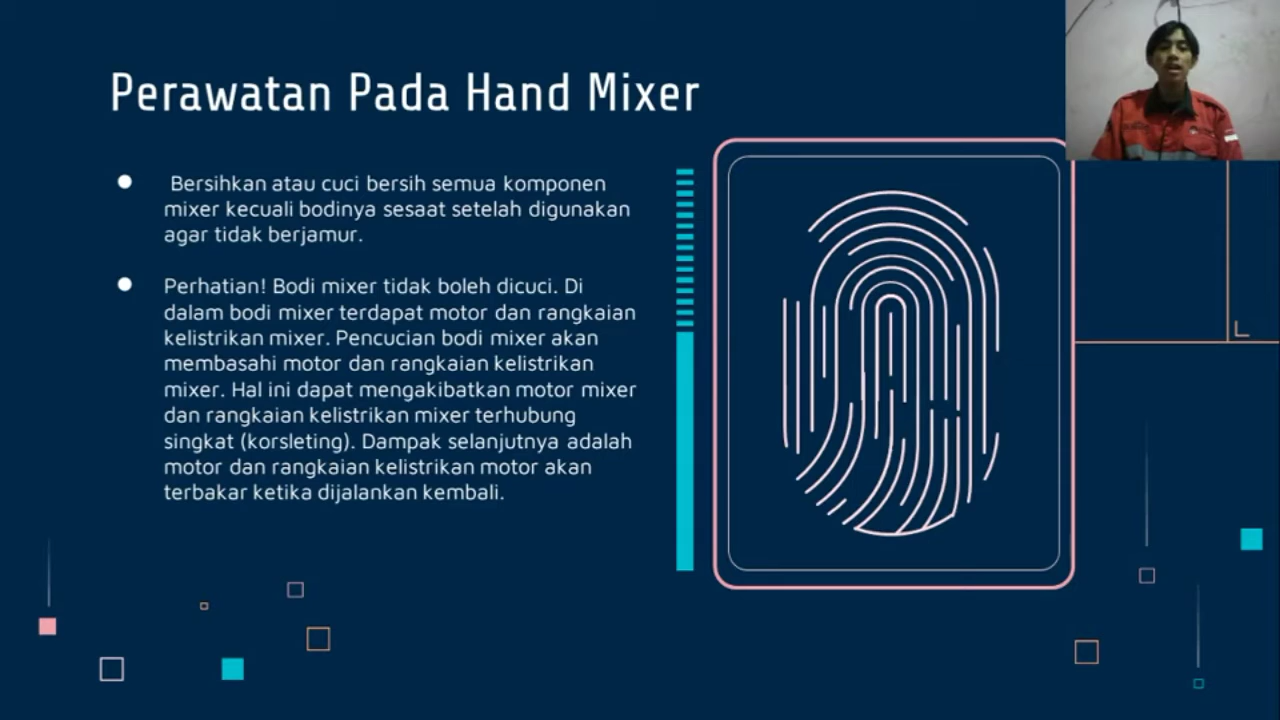 Perawatan Pada Hand Mixer
Bersihkan atau cuci bersih semua komponen
mixer kecuali bodinya sesaat setelah digunakan
agar tidak berjamur.
Perhatian! Bodi mixer tidak boleh dicuci. Di
dalam bodi mixer terdapat motor dan rangkaian
kelistrikan mixer. Pencucian bodi mixer akan
membasahi motor dan rangkaian kelistrikan
mixer. Hal ini dapat mengakibatkan motor mixer
dan rangkaian kelistrikan mixer terhubung
singkat (korsleting). Dampak selanjutnya adalah
motor dan rangkaian kelistrikan motor akan
terbakar ketika dijalankan kembali.